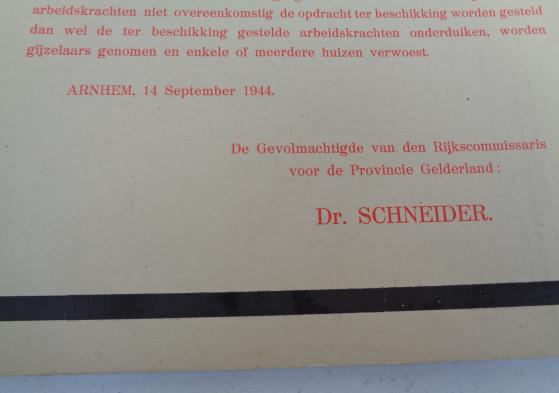 arbeidskrachten niet overeenkomstig de opdracht ter beschikking worden gesteld
dan wel de ter beschikking gestelde arbeidskrachten onderduiken, worden
gijzelaars genomen en enkele of meerdere huizen verwoest.
ARNHEM, 14 September 1944.
De Gevolmachtigde van den Rijkscommissaris
voor de Provincie Gelderland:
Dr. SCHNEIDER.